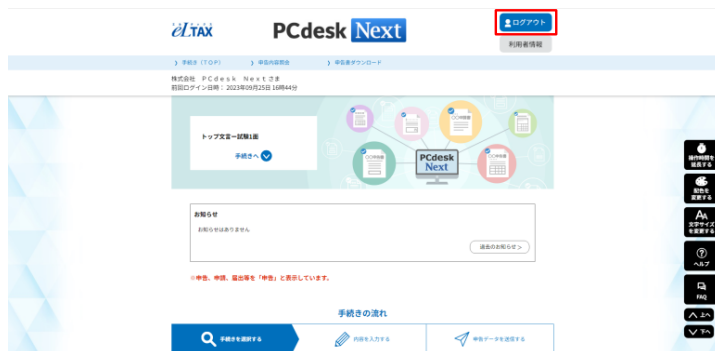 eLTAX
PCdesk Next
ログアウト
利用者情報
手続き（TOP）
申告内容照会
申告書ダウンロード
株式会社 PCdesk Nextさま
前回ログイン日時：2023年09月25日 16時44分
トップ文言ー試験1面
手続きへ
PCdesk
Next
操作時間を
延長する
配色を
変更する
文字サイズ
を変更する
ヘルプ
FAQ
上へ
下へ
お知らせ
お知らせはありません
過去のお知らせ >
※申告、申請、届出等を「申告」と表示しています。
手続きの流れ
手続きを選択する
内容を入力する
申告データを送信する